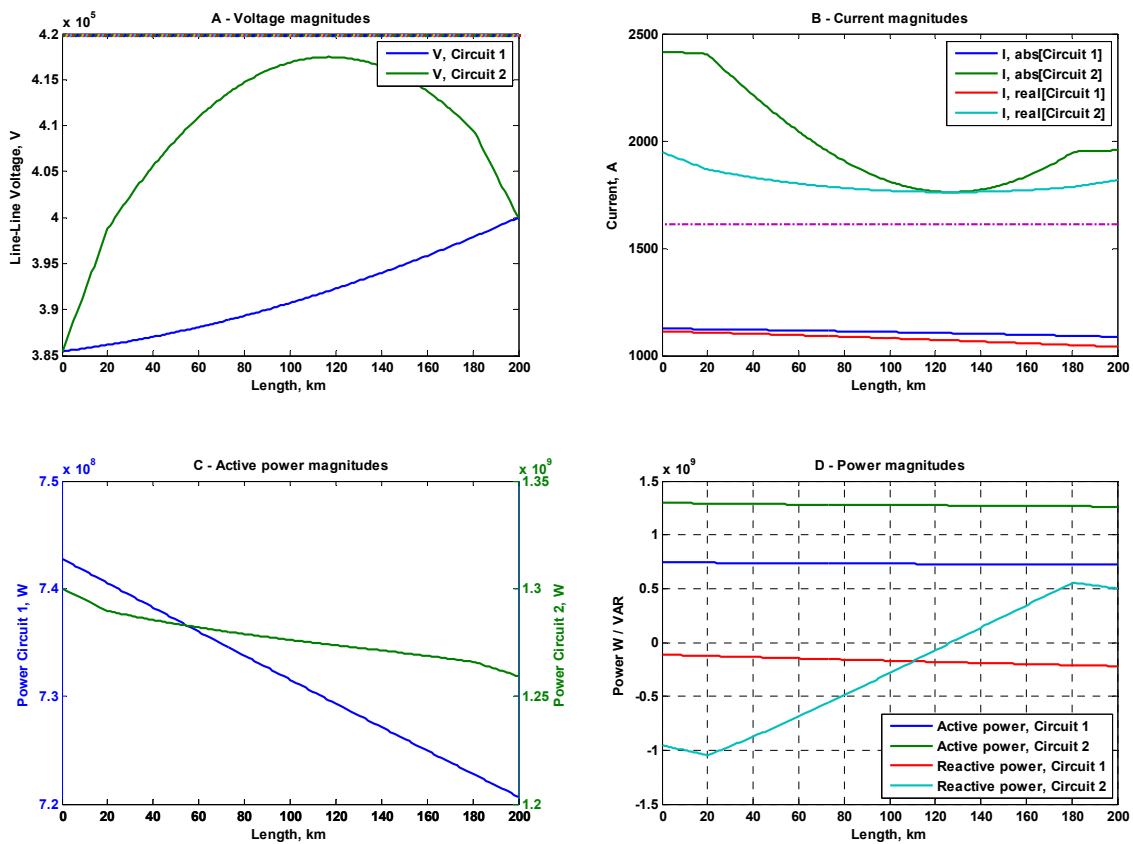 A - Voltage magnitudes
x 10^5
4.2
4.15
4.1
4.05
4
3.95
3.9
3.85
Line-Line Voltage, V
0 20 40 60 80 100 120 140 160 180 200
Length, km
V, Circuit 1
V, Circuit 2
B - Current magnitudes
2500
2000
1500
1000
Current, A
0 20 40 60 80 100 120 140 160 180 200
Length, km
I, abs[Circuit 1]
I, abs[Circuit 2]
I, real[Circuit 1]
I, real[Circuit 2]
C - Active power magnitudes
x 10^8
7.5
7.4
7.3
7.2
Power Circuit 1, W
x 10^9
1.35
1.3
1.25
1.2
Power Circuit 2, W
0 20 40 60 80 100 120 140 160 180 200
Length, km
D - Power magnitudes
x 10^9
1.5
1
0.5
0
-0.5
-1
-1.5
Power W / VAR
0 20 40 60 80 100 120 140 160 180 200
Length, km
Active power, Circuit 1
Active power, Circuit 2
Reactive power, Circuit 1
Reactive power, Circuit 2